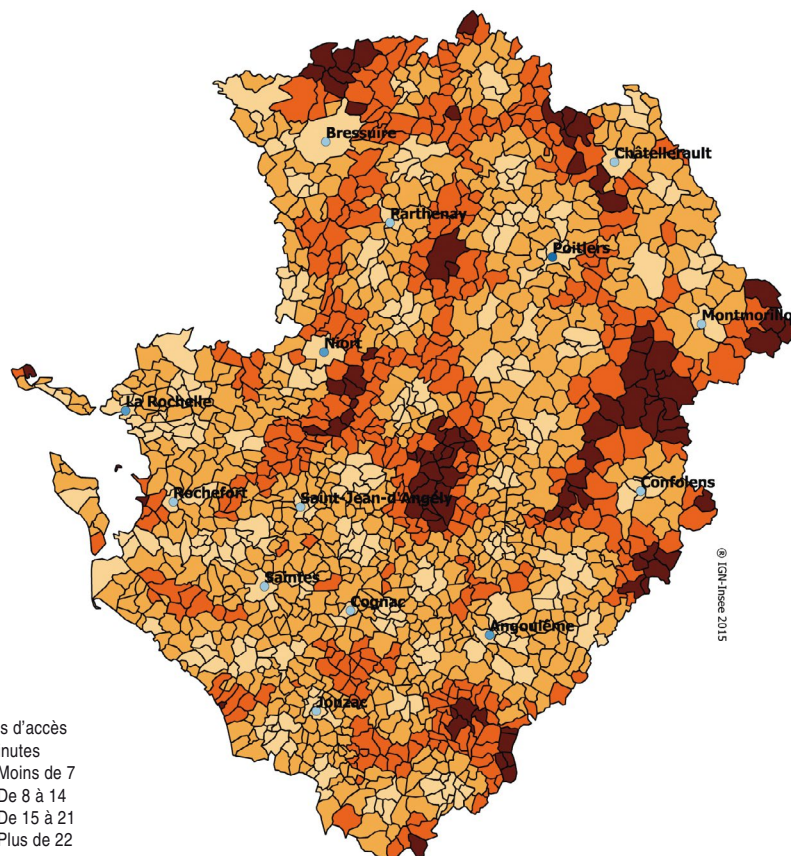 Bressuire
Châtellerault
Parthenay
Poitiers
Montmorillo
Niort
La Rochelle
Confolens
Rochefort
Saint-Jean-d'Angély
® IGN-Insee 2015
Saintes
Cognac
Angoulême
Jonzac
s d'accès
nutes
Moins de 7
De 8 à 14
De 15 à 21
Plus de 22